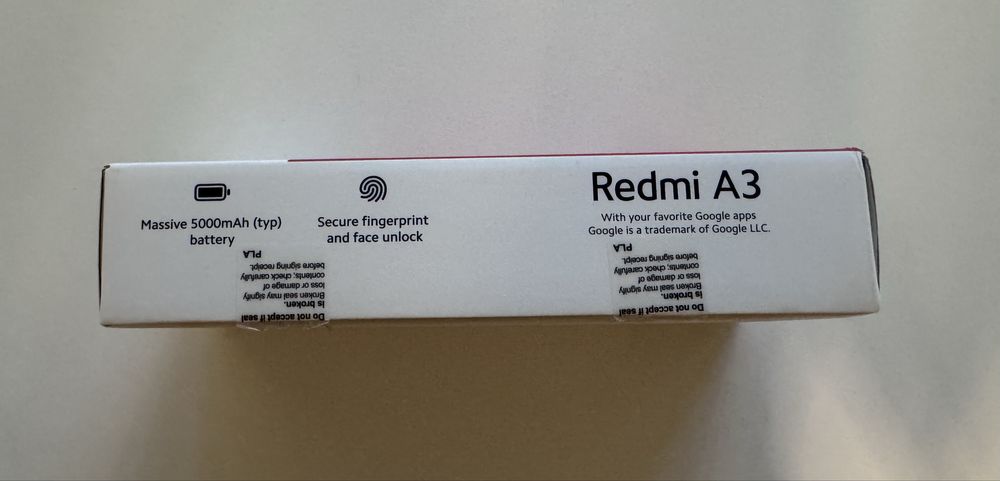 Massive 5000mAh (typ)
battery
Secure fingerprint
and face unlock
Redmi A3
With your favorite Google apps
Google is a trademark of Google LLC.
Do not accept if seal
is broken.
Broken seal may signify
loss or damage of
contents; check carefully
before signing receipt.
PLA
Do not accept if seal
is broken.
Broken seal may signify
loss or damage of
contents; check carefully
before signing receipt.
PLA